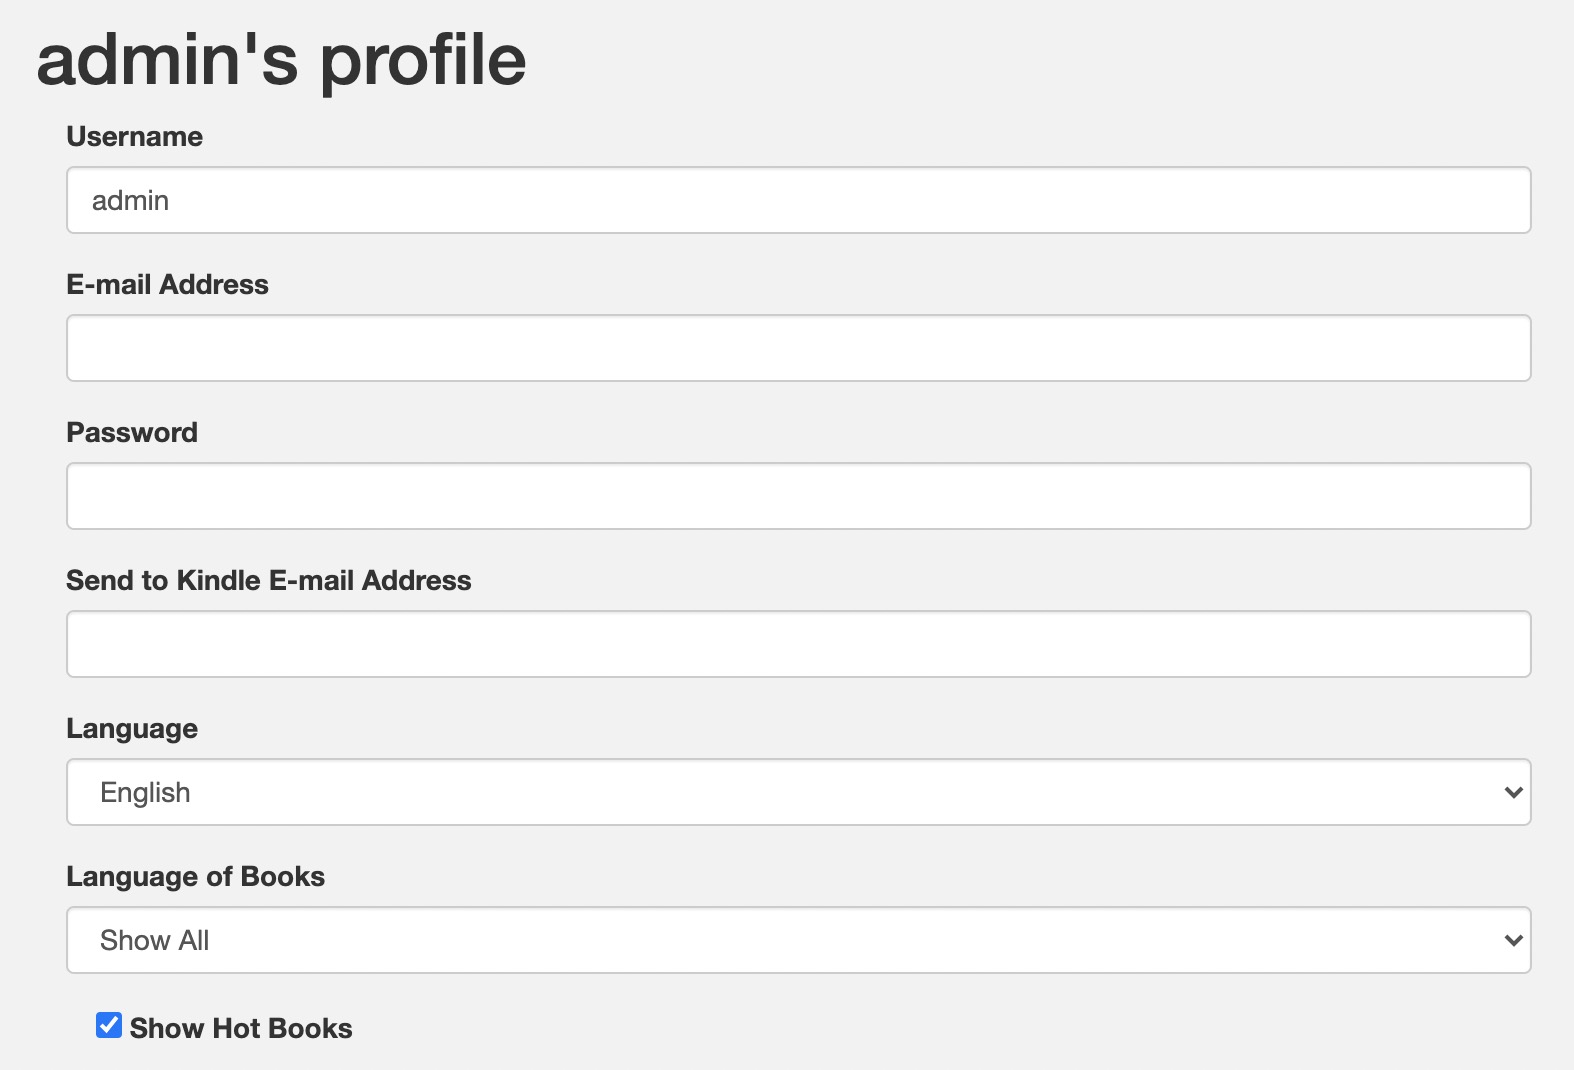 admin's profile
Username
admin
E-mail Address
Password
Send to Kindle E-mail Address
Language
English
Language of Books
Show All
Show Hot Books